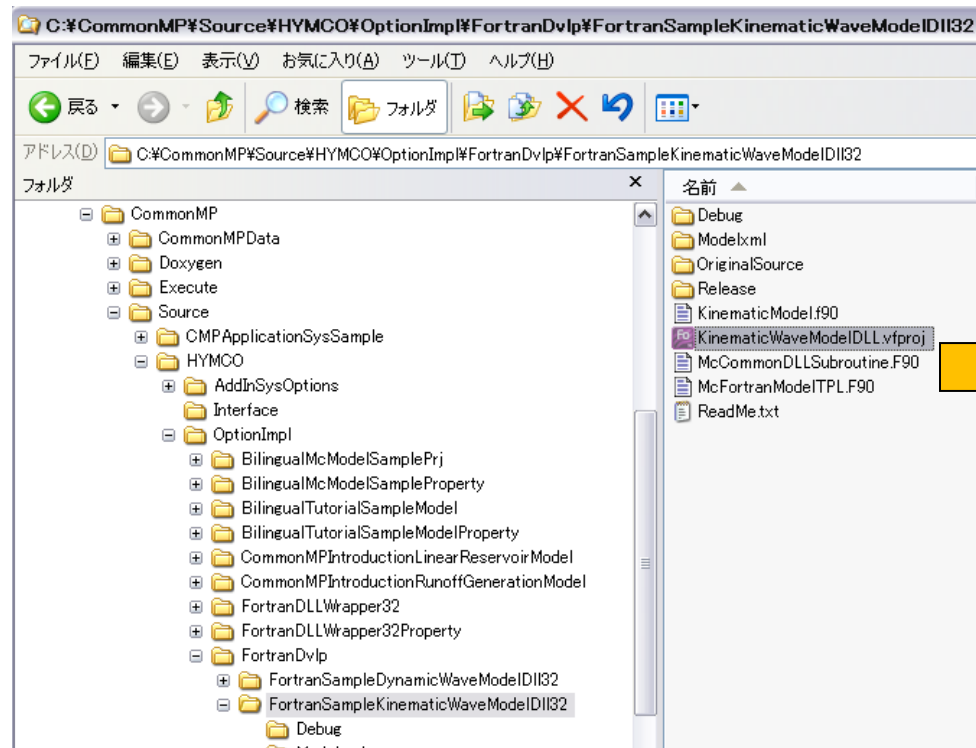 C:¥CommonMP¥Source¥HYMCO¥OptionImpl¥FortranDvlp¥FortranSampleKinematicWaveModelDll32
ファイル(F) 編集(E) 表示(V) お気に入り(A) ツール(T) ヘルプ(H)
戻る 検索 フォルダ
アドレス(D) C:¥CommonMP¥Source¥HYMCO¥OptionImpl¥FortranDvlp¥FortranSampleKinematicWaveModelDll32
フォルダ
CommonMP
CommonMPData
Doxygen
Execute
Source
CMPApplicationSysSample
HYMCO
AddInSysOptions
Interface
OptionImpl
BilingualMcModelSamplePrj
BilingualMcModelSampleProperty
BilingualTutorialSampleModel
BilingualTutorialSampleModelProperty
CommonMPIntroductionLinearReservoirModel
CommonMPIntroductionRunoffGenerationModel
FortranDLLWrapper32
FortranDLLWrapper32Property
FortranDvlp
FortranSampleDynamicWaveModelDll32
FortranSampleKinematicWaveModelDll32
Debug
名前
Debug
Modelxml
OriginalSource
Release
KinematicModel.f90
KinematicWaveModelDLL.vfproj
McCommonDLLSubroutine.F90
McFortranModelTPL.F90
ReadMe.txt